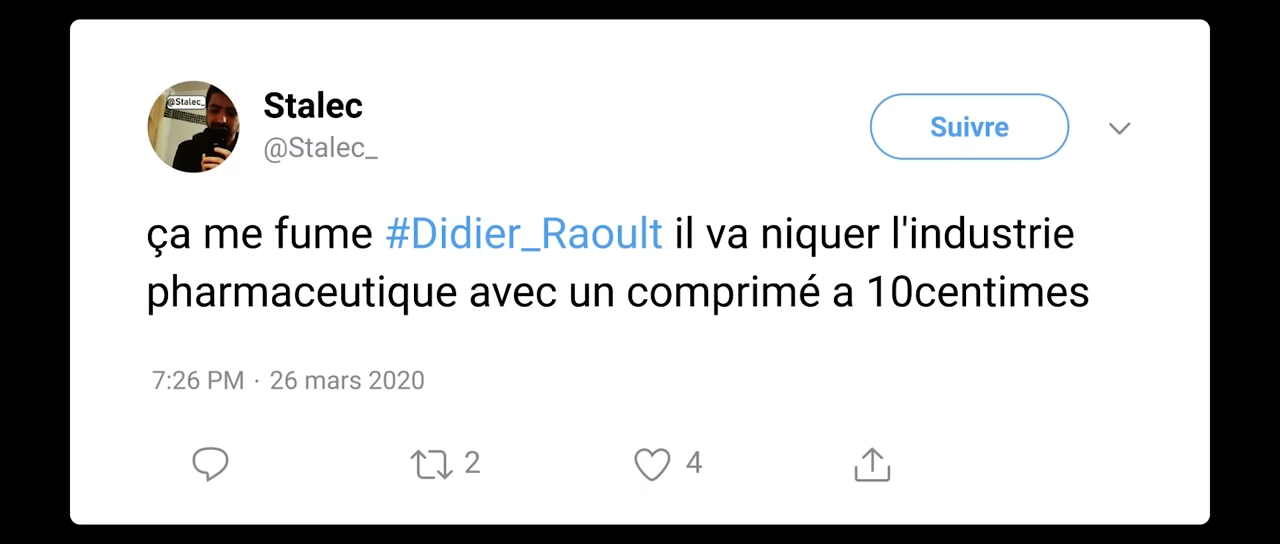 @Stalec_
Stalec
@Stalec_
Suivre
ça me fume #Didier_Raoult il va niquer l'industrie
pharmaceutique avec un comprimé a 10centimes
7:26 PM · 26 mars 2020
2
4